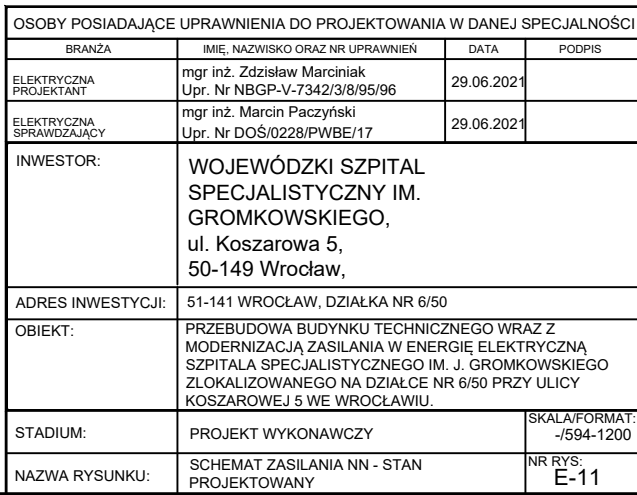 OSOBY POSIADAJĄCE UPRAWNIENIA DO PROJEKTOWANIA W DANEJ SPECJALNOŚCI
BRANŻA IMIĘ, NAZWISKO ORAZ NR UPRAWNIEŃ DATA PODPIS
ELEKTRYCZNA
PROJEKTANT
mgr inż. Zdzisław Marciniak
Upr. Nr NBGP-V-7342/3/8/95/96
29.06.2021
ELEKTRYCZNA
SPRAWDZAJĄCY
mgr inż. Marcin Paczyński
Upr. Nr DOŚ/0228/PWBE/17
29.06.2021
INWESTOR:
WOJEWÓDZKI SZPITAL
SPECJALISTYCZNY IM.
GROMKOWSKIEGO,
ul. Koszarowa 5,
50-149 Wrocław,
ADRES INWESTYCJI: 51-141 WROCŁAW, DZIAŁKA NR 6/50
OBIEKT:
PRZEBUDOWA BUDYNKU TECHNICZNEGO WRAZ Z
MODERNIZACJĄ ZASILANIA W ENERGIĘ ELEKTRYCZNĄ
SZPITALA SPECJALISTYCZNEGO IM. J. GROMKOWSKIEGO
ZLOKALIZOWANEGO NA DZIAŁCE NR 6/50 PRZY ULICY
KOSZAROWEJ 5 WE WROCŁAWIU.
STADIUM: PROJEKT WYKONAWCZY
SKALA/FORMAT:
-/594-1200
NAZWA RYSUNKU:
SCHEMAT ZASILANIA NN - STAN
PROJEKTOWANY
NR RYS:
E-11